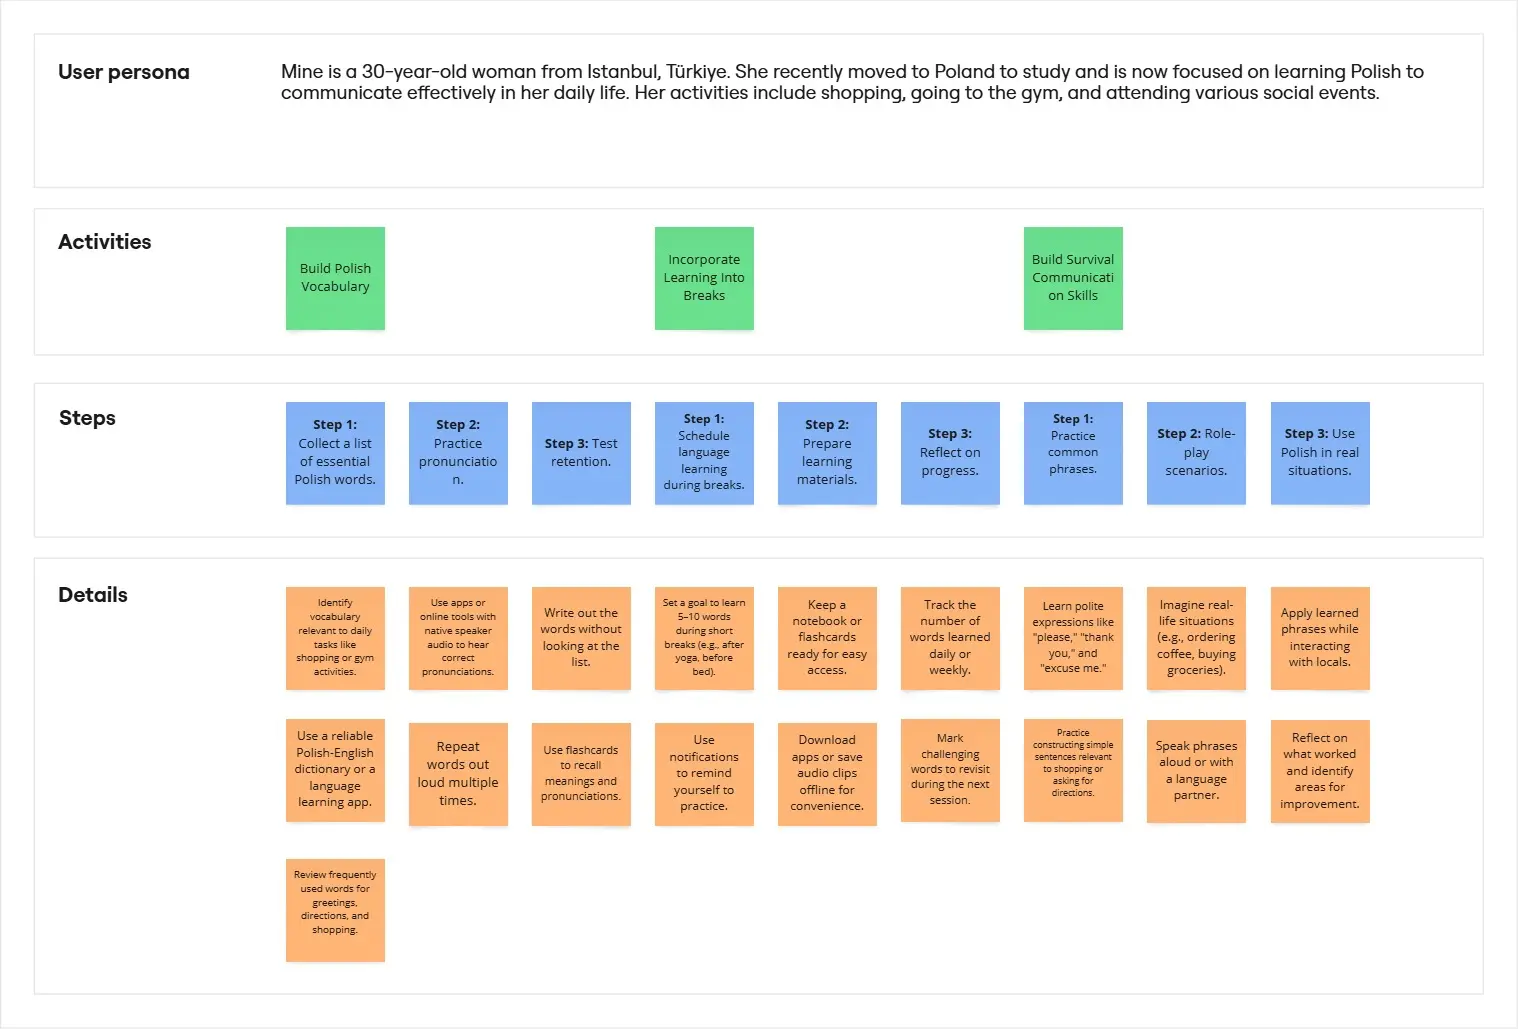 User persona
Mine is a 30-year-old woman from Istanbul, Türkiye. She recently moved to Poland to study and is now focused on learning Polish to
communicate effectively in her daily life. Her activities include shopping, going to the gym, and attending various social events.
Activities
Build Polish
Vocabulary
Incorporate
Learning Into
Breaks
Build Survival
Communicati
on Skills
Steps
Step 1:
Collect a list
of essential
Polish words.
Step 2:
Practice
pronunciatio
n.
Step 3: Test
retention.
Step 1:
Schedule
language
learning
during breaks.
Step 2:
Prepare
learning
materials.
Step 3:
Reflect on
progress.
Step 1:
Practice
common
phrases.
Step 2: Role-
play
scenarios.
Step 3: Use
Polish in real
situations.
Details
Identify
vocabulary
relevant to daily
tasks like
shopping or gym
activities.
Use apps or
online tools with
native speaker
audio to hear
correct
pronunciations.
Write out the
words without
looking at the
list.
Set a goal to learn
5–10 words
during short
breaks (e.g., after
yoga, before
bed).
Keep a
notebook or
flashcards
ready for easy
access.
Track the
number of
words learned
daily or
weekly.
Learn polite
expressions like
"please," "thank
you," and
"excuse me."
Imagine real-
life situations
(e.g., ordering
coffee, buying
groceries).
Apply learned
phrases while
interacting
with locals.
Use a reliable
Polish-English
dictionary or a
language
learning app.
Repeat
words out
loud multiple
times.
Use flashcards
to recall
meanings and
pronunciations.
Use
notifications
to remind
yourself to
practice.
Download
apps or save
audio clips
offline for
convenience.
Mark
challenging
words to revisit
during the next
session.
Practice
constructing simple
sentences relevant
to shopping or
asking for
directions.
Speak phrases
aloud or with
a language
partner.
Reflect on
what worked
and identify
areas for
improvement.
Review frequently
used words for
greetings,
directions, and
shopping.